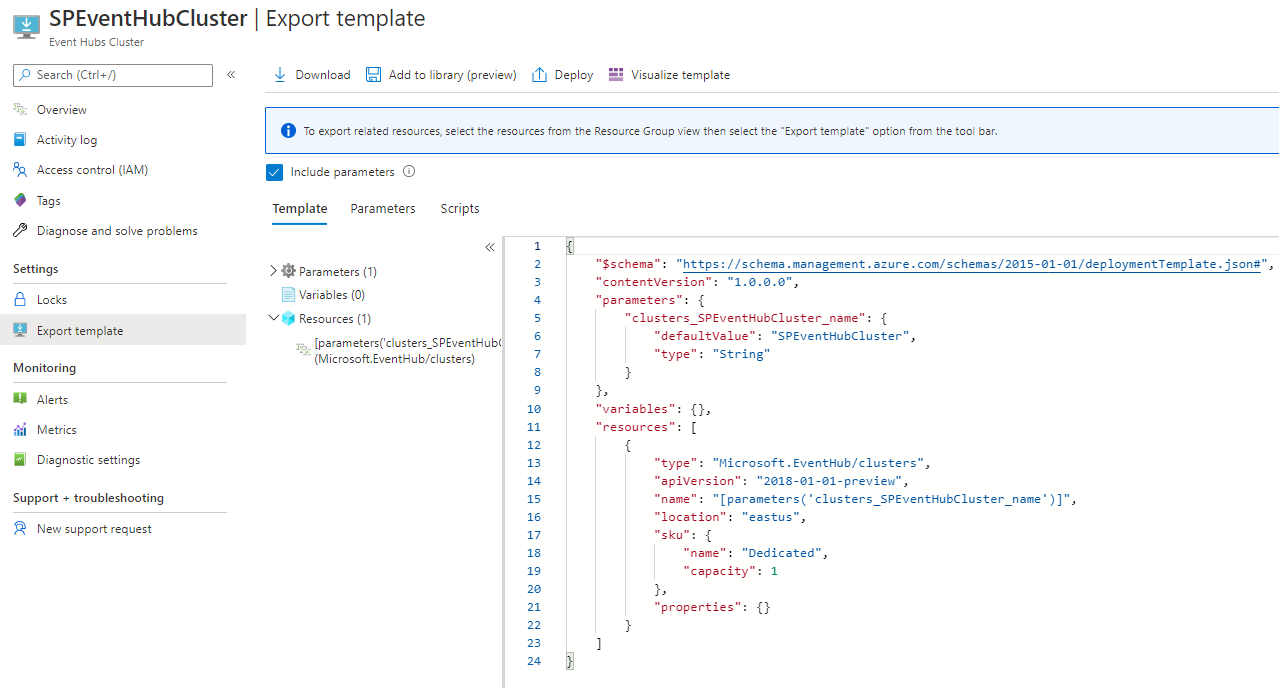 SPEventHubCluster | Export template
Event Hubs Cluster
Search (Ctrl+/)
«
Overview
Activity log
Access control (IAM)
Tags
Diagnose and solve problems
Settings
Locks
Export template
Monitoring
Alerts
Metrics
Diagnostic settings
Support + troubleshooting
New support request
Download
Add to library (preview)
Deploy
Visualize template
To export related resources, select the resources from the Resource Group view then select the "Export template" option from the tool bar.
Include parameters
Template
Parameters
Scripts
«
Parameters (1)
Variables (0)
Resources (1)
[parameters('clusters_SPEventHub
(Microsoft.EventHub/clusters)
1 {
2 "$schema": "https://schema.management.azure.com/schemas/2015-01-01/deploymentTemplate.json#",
3 "contentVersion": "1.0.0.0",
4 "parameters": {
5 "clusters_SPEventHubCluster_name": {
6 "defaultValue": "SPEventHubCluster",
7 "type": "String"
8 }
9 },
10 "variables": {},
11 "resources": [
12 {
13 "type": "Microsoft.EventHub/clusters",
14 "apiVersion": "2018-01-01-preview",
15 "name": "[parameters('clusters_SPEventHubCluster_name')]",
16 "location": "eastus",
17 "sku": {
18 "name": "Dedicated",
19 "capacity": 1
20 },
21 "properties": {}
22 }
23 ]
24 }